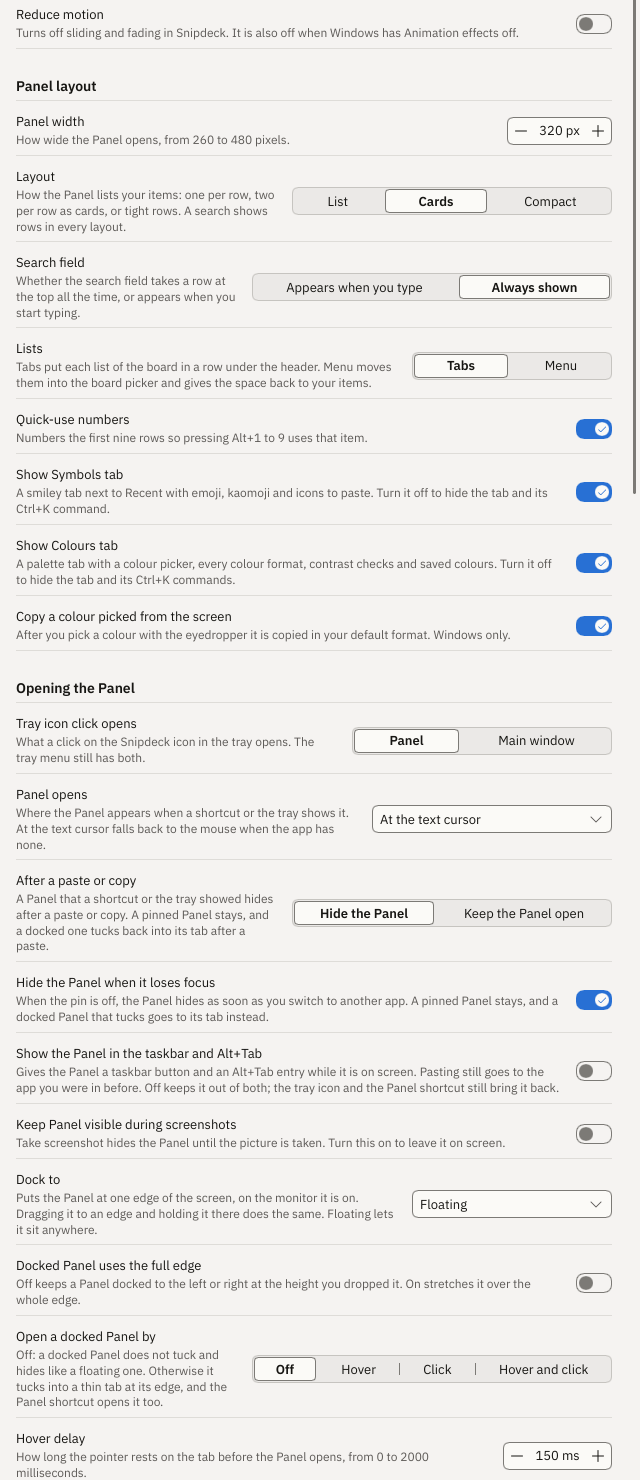 Reduce motion
Turns off sliding and fading in Snipdeck. It is also off when Windows has Animation effects off.
Panel layout
Panel width
How wide the Panel opens, from 260 to 480 pixels.
— 320 px +
Layout
How the Panel lists your items: one per row, two
per row as cards, or tight rows. A search shows
rows in every layout.
List Cards Compact
Search field
Whether the search field takes a row at
the top all the time, or appears when you
start typing.
Appears when you type Always shown
Lists
Tabs put each list of the board in a row under the header. Menu moves
them into the board picker and gives the space back to your items.
Tabs Menu
Quick-use numbers
Numbers the first nine rows so pressing Alt+1 to 9 uses that item.
Show Symbols tab
A smiley tab next to Recent with emoji, kaomoji and icons to paste. Turn it off to hide the tab and its
Ctrl+K command.
Show Colours tab
A palette tab with a colour picker, every colour format, contrast checks and saved colours. Turn it off
to hide the tab and its Ctrl+K commands.
Copy a colour picked from the screen
After you pick a colour with the eyedropper it is copied in your default format. Windows only.
Opening the Panel
Tray icon click opens
What a click on the Snipdeck icon in the tray opens. The
tray menu still has both.
Panel Main window
Panel opens
Where the Panel appears when a shortcut or the tray shows it.
At the text cursor falls back to the mouse when the app has
none.
At the text cursor
After a paste or copy
A Panel that a shortcut or the tray showed hides
after a paste or copy. A pinned Panel stays, and
a docked one tucks back into its tab after a
paste.
Hide the Panel Keep the Panel open
Hide the Panel when it loses focus
When the pin is off, the Panel hides as soon as you switch to another app. A pinned Panel stays, and a
docked Panel that tucks goes to its tab instead.
Show the Panel in the taskbar and Alt+Tab
Gives the Panel a taskbar button and an Alt+Tab entry while it is on screen. Pasting still goes to the
app you were in before. Off keeps it out of both; the tray icon and the Panel shortcut still bring it back.
Keep Panel visible during screenshots
Take screenshot hides the Panel until the picture is taken. Turn this on to leave it on screen.
Dock to
Puts the Panel at one edge of the screen, on the monitor it is on.
Dragging it to an edge and holding it there does the same. Floating lets
it sit anywhere.
Floating
Docked Panel uses the full edge
Off keeps a Panel docked to the left or right at the height you dropped it. On stretches it over the
whole edge.
Open a docked Panel by
Off: a docked Panel does not tuck and
hides like a floating one. Otherwise it
tucks into a thin tab at its edge, and the
Panel shortcut opens it too.
Off Hover Click Hover and click
Hover delay
How long the pointer rests on the tab before the Panel opens, from 0 to 2000
milliseconds.
— 150 ms +